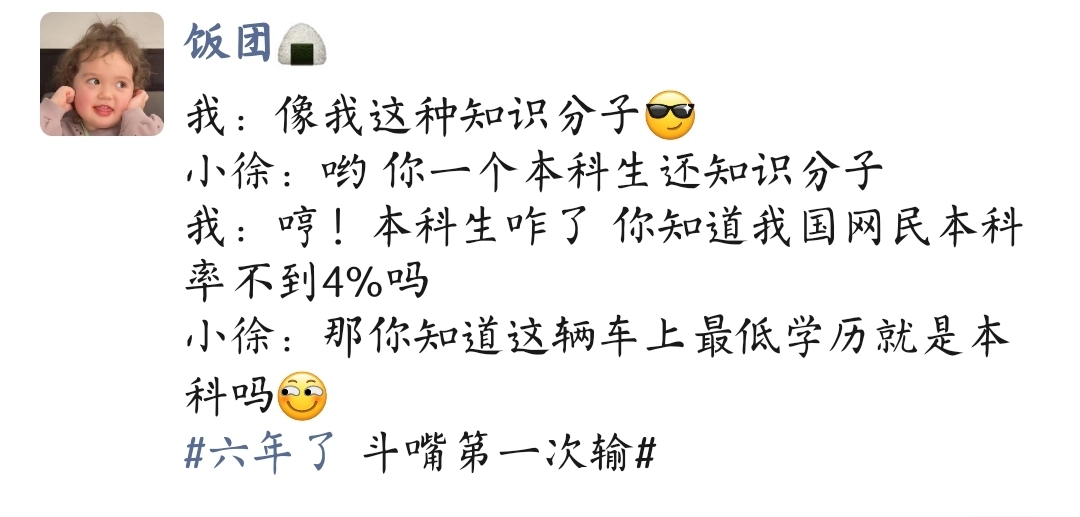 饭团🍙
我：像我这种知识分子😎
小徐：哟 你一个本科生还知识分子
我：哼！本科生咋了 你知道我国网民本科
率不到4%吗
小徐：那你知道这辆车上最低学历就是本
科吗
#六年了 斗嘴第一次输#